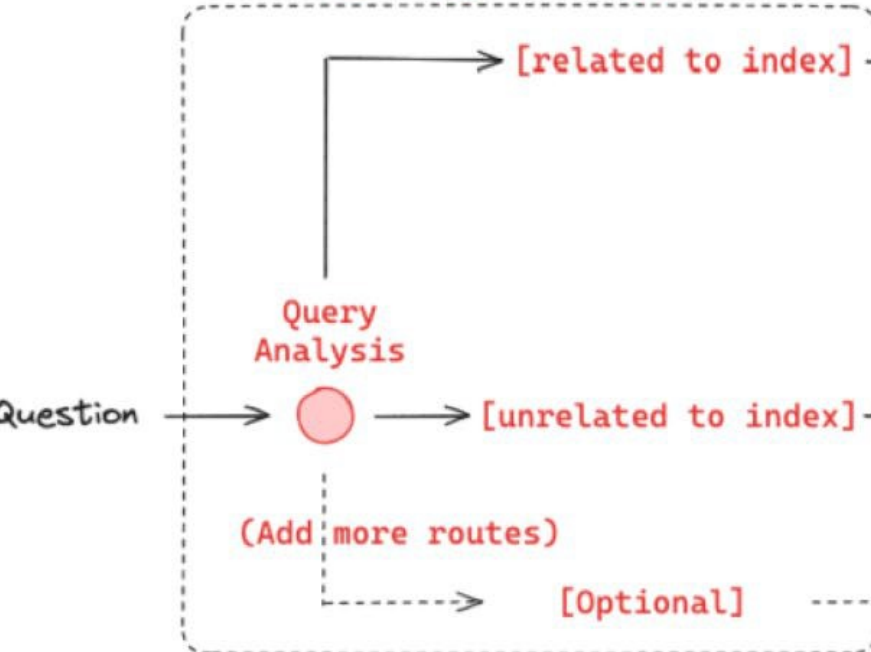 [related to index]
Query
Analysis
Question
[unrelated to index]
(Add more routes)
[Optional]